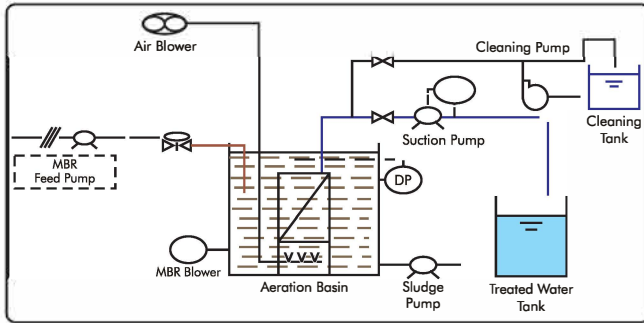 Air Blower
Cleaning Pump
Cleaning
Tank
Suction Pump
MBR
Feed Pump
DP
MBR Blower
Aeration Basin
Sludge
Pump
Treated Water
Tank